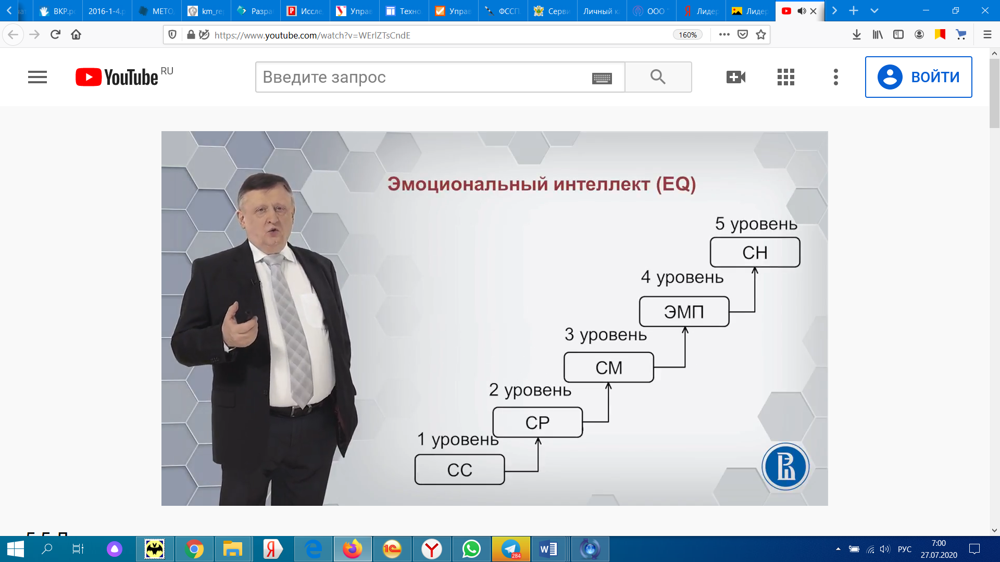 ВКР.рс
2016-1-4.р
МЕТО
km_re
Разра
Иссле
Управ
Техно
Управ
ФССП
Серви
Личный к
ООО
Лидер
Лидер
https://www.youtube.com/watch?v=WErlZTsCndE
160%
YouTube RU
Введите запрос
ВОЙТИ
Эмоциональный интеллект (EQ)
5 уровень
СН
4 уровень
ЭМП
3 уровень
СМ
2 уровень
СР
1 уровень
СС
284
РУС
7:00
27.07.2020